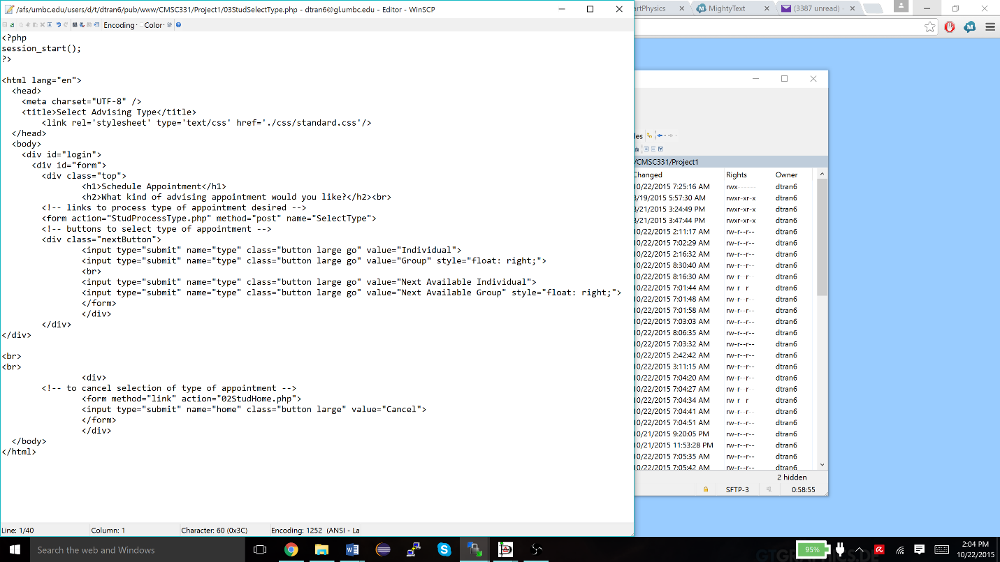 /afs/umbc.edu/users/d/t/dtran6/pub/www/CMSC331/Project1/03StudSelectType.php - dtran6@gl.umbc.edu - Editor - WinSCP
artPhysics
MightyText
(3387 unread)
Encoding
Color
<?php
session_start();
?>
<html lang="en">
<head>
<meta charset="UTF-8" />
<title>Select Advising Type</title>
<link rel='stylesheet' type='text/css' href='./css/standard.css'/>
</head>
<body>
<div id="login">
<div id="form">
<div class="top">
<h1>Schedule Appointment</h1>
<h2>What kind of advising appointment would you like?</h2><br>
<!-- links to process type of appointment desired -->
<form action="StudProcessType.php" method="post" name="SelectType">
<!-- buttons to select type of appointment -->
<div class="nextButton">
<input type="submit" name="type" class="button large go" value="Individual">
<input type="submit" name="type" class="button large go" value="Group" style="float: right;">
<br>
<input type="submit" name="type" class="button large go" value="Next Available Individual">
<input type="submit" name="type" class="button large go" value="Next Available Group" style="float: right;">
</form>
</div>
</div>
</div>
<br>
<br>
<div>
<!-- to cancel selection of type of appointment -->
<form method="link" action="02StudHome.php">
<input type="submit" name="home" class="button large" value="Cancel">
</form>
</div>
</body>
</html>
Line: 1/40 Column: 1 Character: 60 (0x3C) Encoding: 1252 (ANSI - La
les
/CMSC331/Project1
Changed Rights Owner
10/22/2015 7:25:16 AM rwx------ dtran6
3/19/2015 5:57:30 AM rwxr-xr-x dtran6
3/21/2015 3:24:49 PM rwxr-xr-x dtran6
3/21/2015 3:47:44 PM rwxr-xr-x dtran6
10/22/2015 2:11:17 AM rw-r--r-- dtran6
10/22/2015 7:02:29 AM rw-r--r-- dtran6
10/22/2015 2:16:32 AM rw-r--r-- dtran6
10/22/2015 8:30:40 AM rw-r--r-- dtran6
10/22/2015 8:16:30 AM rw-r--r-- dtran6
10/22/2015 7:01:44 AM rw-r--r-- dtran6
10/22/2015 7:01:48 AM rw-r--r-- dtran6
10/22/2015 7:01:58 AM rw-r--r-- dtran6
10/22/2015 7:03:03 AM rw-r--r-- dtran6
10/22/2015 8:06:35 AM rw-r--r-- dtran6
10/22/2015 7:03:32 AM rw-r--r-- dtran6
10/22/2015 2:42:42 AM rw-r--r-- dtran6
10/22/2015 3:11:15 AM rw-r--r-- dtran6
10/22/2015 7:04:20 AM rw-r--r-- dtran6
10/22/2015 7:04:27 AM rw-r--r-- dtran6
10/22/2015 7:04:34 AM rw-r--r-- dtran6
10/22/2015 7:04:41 AM rw-r--r-- dtran6
10/22/2015 7:04:51 AM rw-r--r-- dtran6
10/21/2015 9:20:05 PM rw-r--r-- dtran6
10/21/2015 11:53:28 PM rw-r--r-- dtran6
10/22/2015 7:05:35 AM rw-r--r-- dtran6
10/22/2015 7:05:42 AM rw-r--r-- dtran6
2 hidden
SFTP-3 0:58:55
Search the web and Windows
95%
2:04 PM
10/22/2015